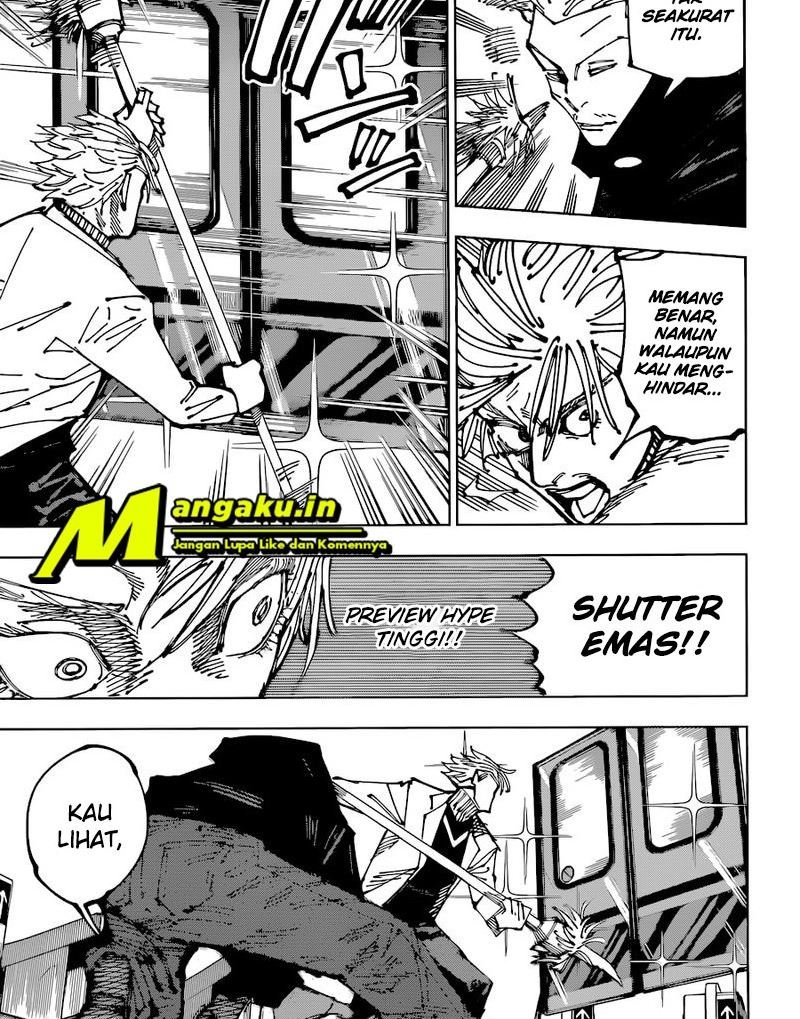 SEAKURAT
ITU.
MEMANG
BENAR,
NAMUN
WALAUPUN
KAU MENG-
HINDAR...
Mangaku.in
Jangan Lupa Like dan Komennya
PREVIEW HYPE
TINGGI!!
SHUTTER
EMAS!!
KAU
LIHAT,